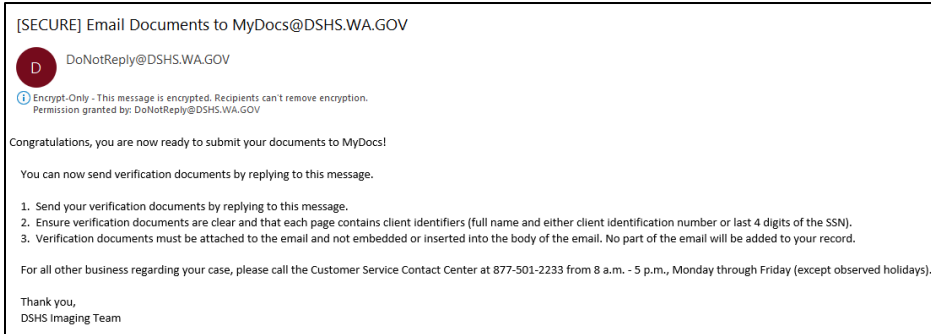 [SECURE] Email Documents to MyDocs@DSHS.WA.GOV
D
DoNotReply@DSHS.WA.GOV
i
Encrypt-Only - This message is encrypted. Recipients can't remove encryption.
Permission granted by: DoNotReply@DSHS.WA.GOV
Congratulations, you are now ready to submit your documents to MyDocs!
You can now send verification documents by replying to this message.
1. Send your verification documents by replying to this message.
2. Ensure verification documents are clear and that each page contains client identifiers (full name and either client identification number or last 4 digits of the SSN).
3. Verification documents must be attached to the email and not embedded or inserted into the body of the email. No part of the email will be added to your record.
For all other business regarding your case, please call the Customer Service Contact Center at 877-501-2233 from 8 a.m. - 5 p.m., Monday through Friday (except observed holidays).
Thank you,
DSHS Imaging Team